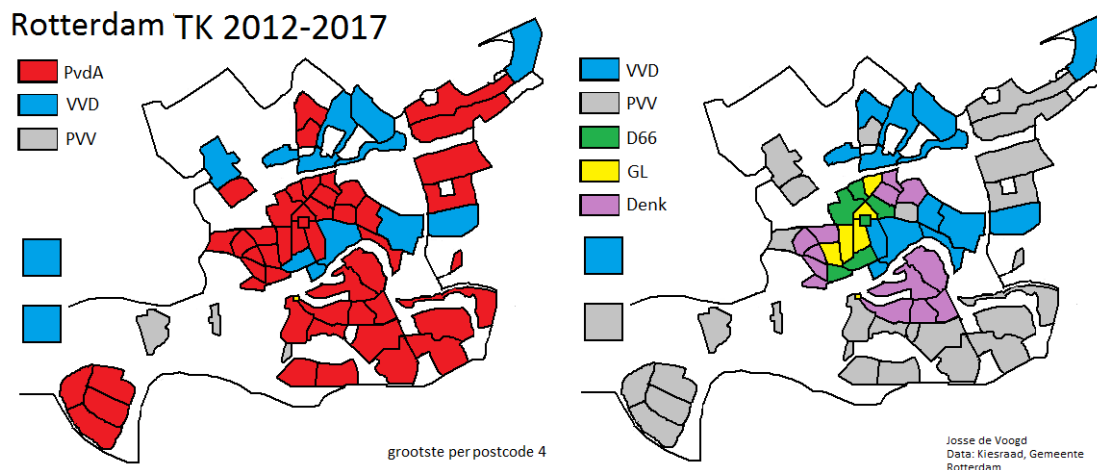 Rotterdam TK 2012-2017
PvdA
VVD
PVV
VVD
PVV
D66
GL
Denk
grootste per postcode 4
Josse de Voogd
Data: Kiesraad, Gemeente
Rotterdam